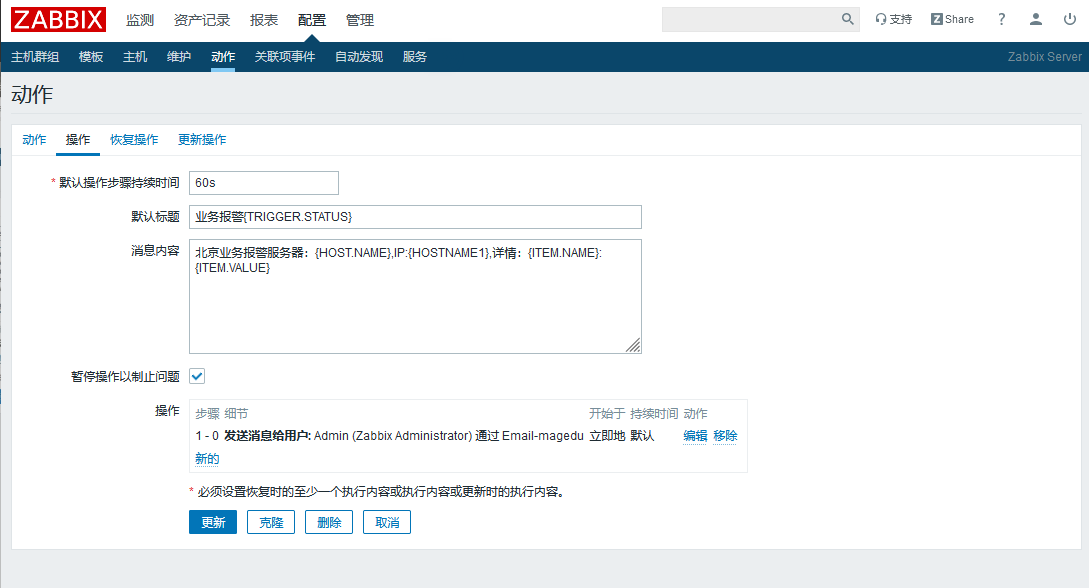 ZABBIX 监测 资产记录 报表 配置 管理 支持 Z Share ?
主机群组 模板 主机 维护 动作 关联项事件 自动发现 服务 Zabbix Server
动作
动作 操作 恢复操作 更新操作
* 默认操作步骤持续时间 60s
默认标题 业务报警{TRIGGER.STATUS}
消息内容 北京业务报警服务器：{HOST.NAME},IP:{HOSTNAME1},详情：{ITEM.NAME}:
{ITEM.VALUE}
暂停操作以制止问题
操作 步骤 细节 开始于 持续时间 动作
1 - 0 发送消息给用户: Admin (Zabbix Administrator) 通过 Email-magedu 立即地 默认 编辑 移除
新的
* 必须设置恢复时的至少一个执行内容或执行内容或更新时的执行内容。
更新 克隆 删除 取消